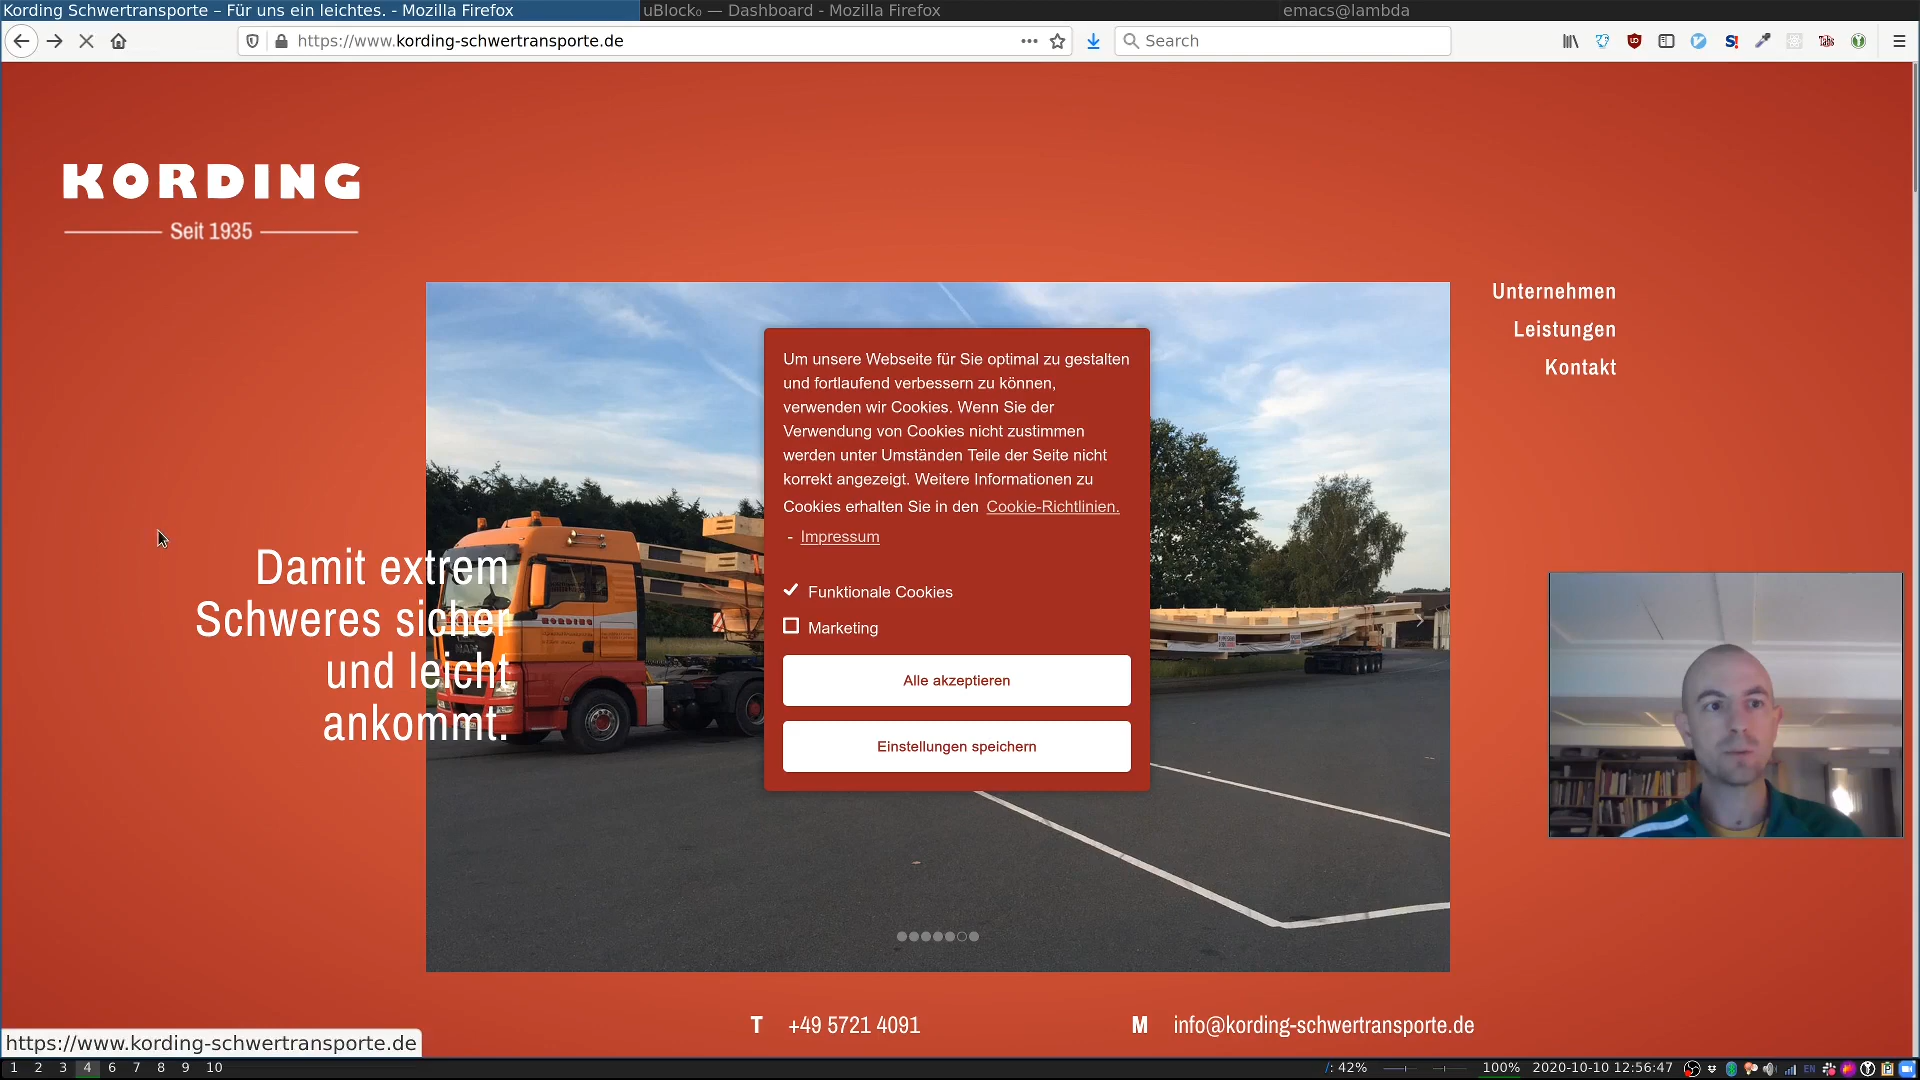 Kording Schwertransporte – Für uns ein leichtes. - Mozilla Firefox
uBlock₀ — Dashboard - Mozilla Firefox
emacs@lambda
https://www.kording-schwertransporte.de
Search
KORDING
Seit 1935
Unternehmen
Leistungen
Kontakt
Um unsere Webseite für Sie optimal zu gestalten
und fortlaufend verbessern zu können,
verwenden wir Cookies. Wenn Sie der
Verwendung von Cookies nicht zustimmen
werden unter Umständen Teile der Seite nicht
korrekt angezeigt. Weitere Informationen zu
Cookies erhalten Sie in den Cookie-Richtlinien.
- Impressum
Funktionale Cookies
Marketing
Alle akzeptieren
Einstellungen speichern
Damit extrem
Schweres sicher
und leicht
ankommt.
KORDING
MAN
T +49 5721 4091
M info@kording-schwertransporte.de
https://www.kording-schwertransporte.de
1 2 3 4 6 7 8 9 10
/: 42%
100%
2020-10-10 12:56:47
EN